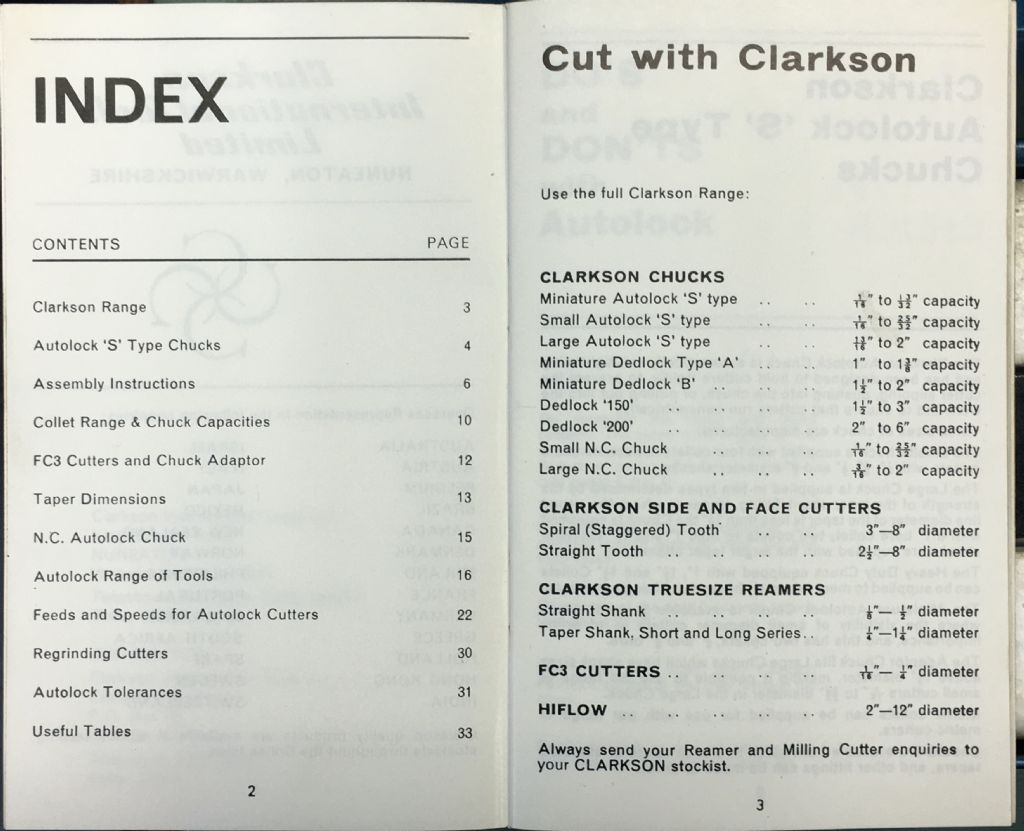 INDEX
CONTENTS PAGE
Clarkson Range 3
Autolock 'S' Type Chucks 4
Assembly Instructions 6
Collet Range & Chuck Capacities 10
FC3 Cutters and Chuck Adaptor 12
Taper Dimensions 13
N.C. Autolock Chuck 15
Autolock Range of Tools 16
Feeds and Speeds for Autolock Cutters 22
Regrinding Cutters 30
Autolock Tolerances 31
Useful Tables 33
2
Cut with Clarkson
Use the full Clarkson Range:
CLARKSON CHUCKS
Miniature Autolock 'S' type .. .. 1/16" to 13/32" capacity
Small Autolock 'S' type .. .. 1/16" to 25/32" capacity
Large Autolock 'S' type .. .. 13/16" to 2" capacity
Miniature Dedlock Type 'A' .. .. 1" to 1 3/8" capacity
Miniature Dedlock 'B' .. .. .. 1 1/2" to 2" capacity
Dedlock '150' .. .. .. 1 1/2" to 3" capacity
Dedlock '200' .. .. .. 2" to 6" capacity
Small N.C. Chuck .. .. 1/16" to 25/32" capacity
Large N.C. Chuck .. .. to 2" capacity
CLARKSON SIDE AND FACE CUTTERS
Spiral (Staggered) Tooth .. .. 3"—8" diameter
Straight Tooth .. .. .. 2 1/2"—8" diameter
CLARKSON TRUESIZE REAMERS
Straight Shank .. .. .. .. 1/8"— 1/2" diameter
Taper Shank, Short and Long Series.. 1/4"—1 1/4" diameter
FC3 CUTTERS .. .. .. .. 1/16"— 1/4" diameter
HIFLOW .. .. .. .. 2"—12" diameter
Always send your Reamer and Milling Cutter enquiries to
your CLARKSON stockist.
3